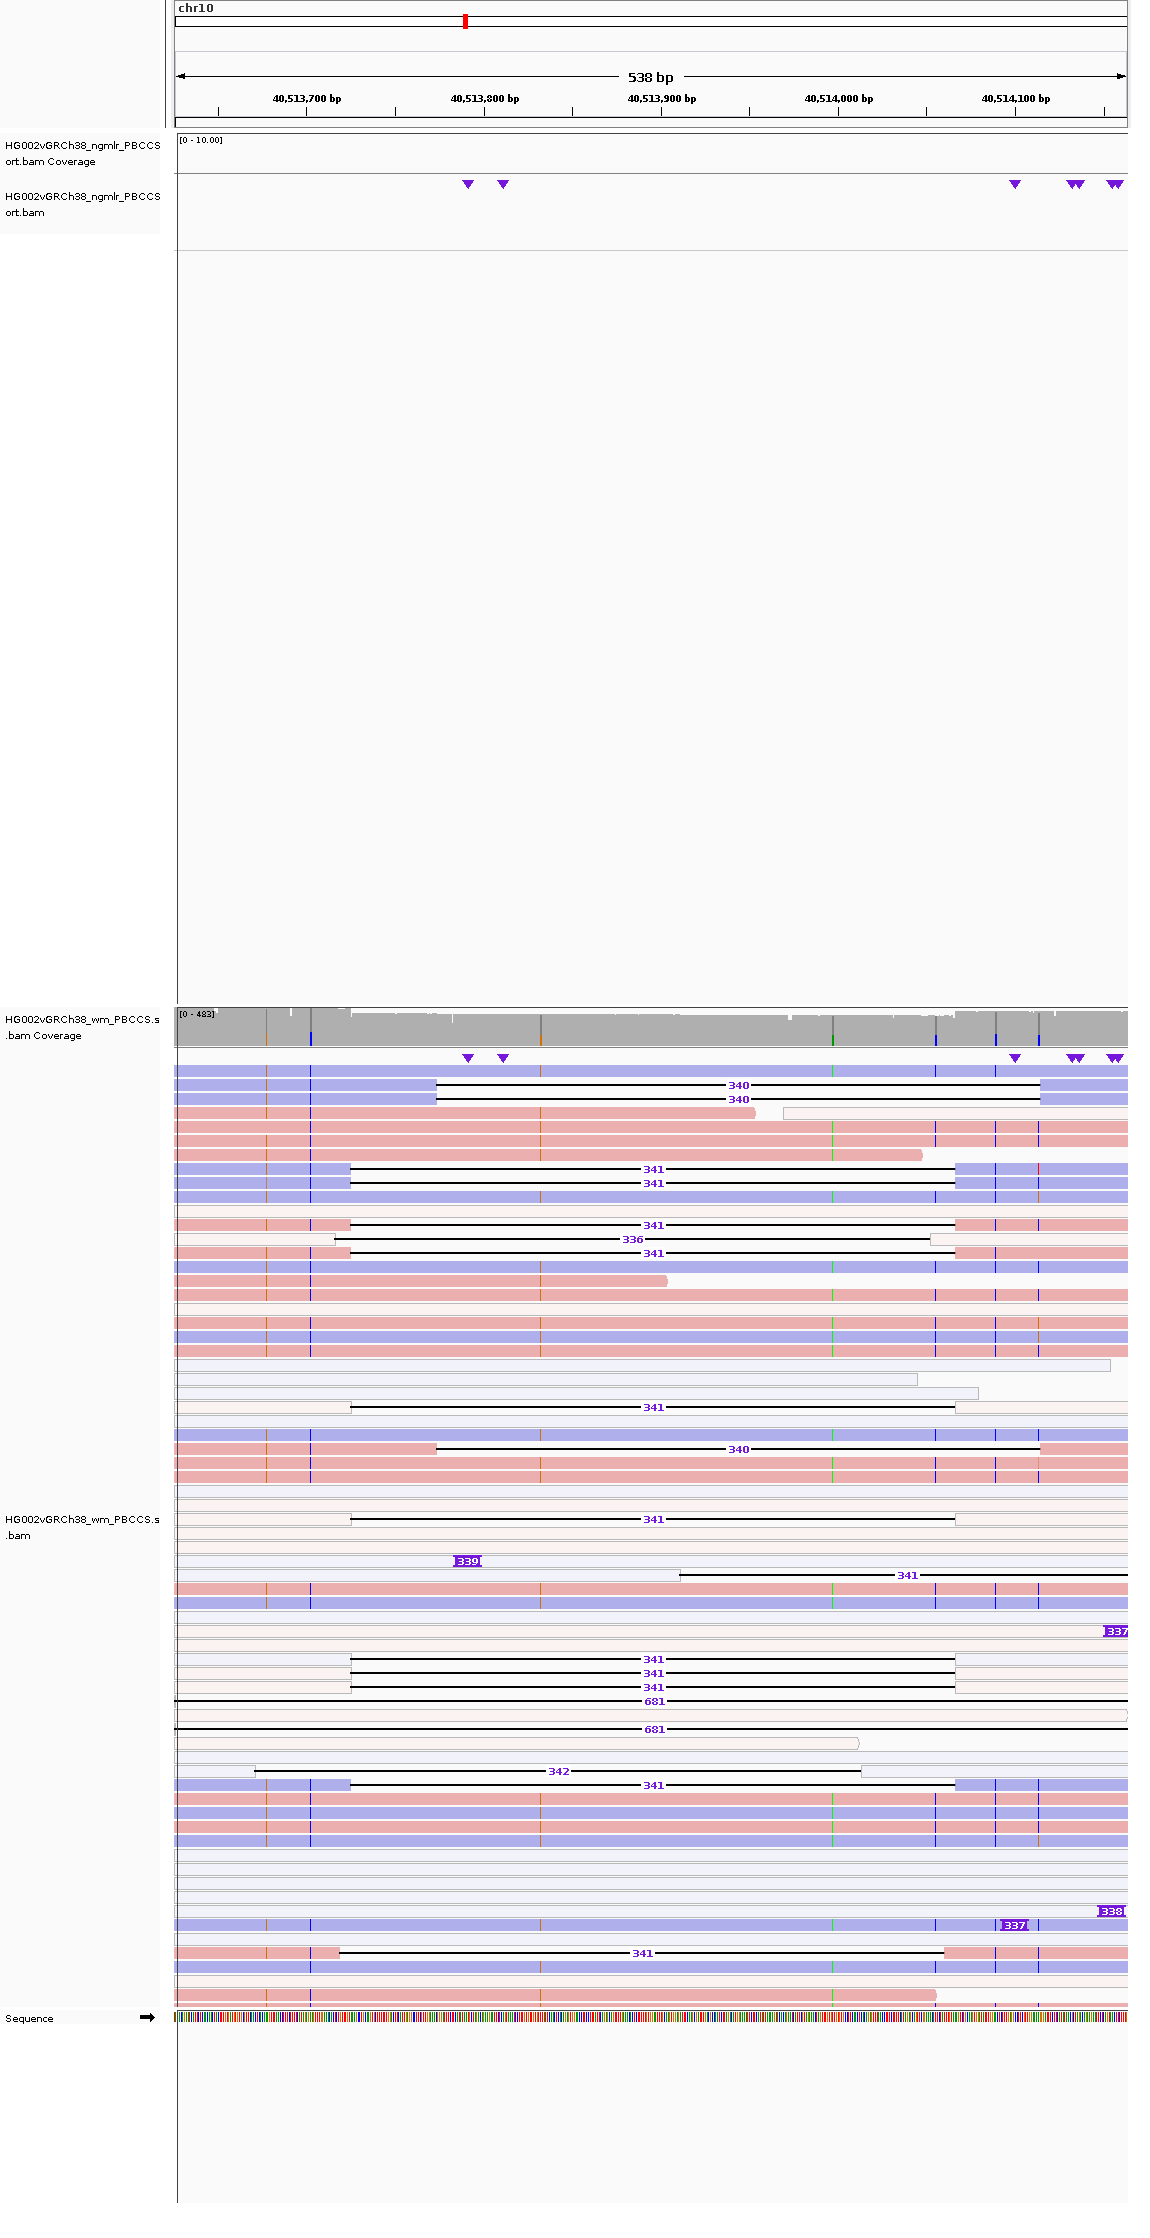 chr10
538 bp
40,513,700 bp 40,513,800 bp 40,513,900 bp 40,514,000 bp 40,514,100 bp
HG002vGRCh38_ngmlr_PBCCS
ort.bam Coverage
[0 - 10.00]
HG002vGRCh38_ngmlr_PBCCS
ort.bam
HG002vGRCh38_wm_PBCCS.s
.bam Coverage
[0 - 483]
340
340
341
341
341
336
341
341
340
HG002vGRCh38_wm_PBCCS.s
.bam
341
339
341
337
341
341
341
681
681
342
341
338
337
341
Sequence